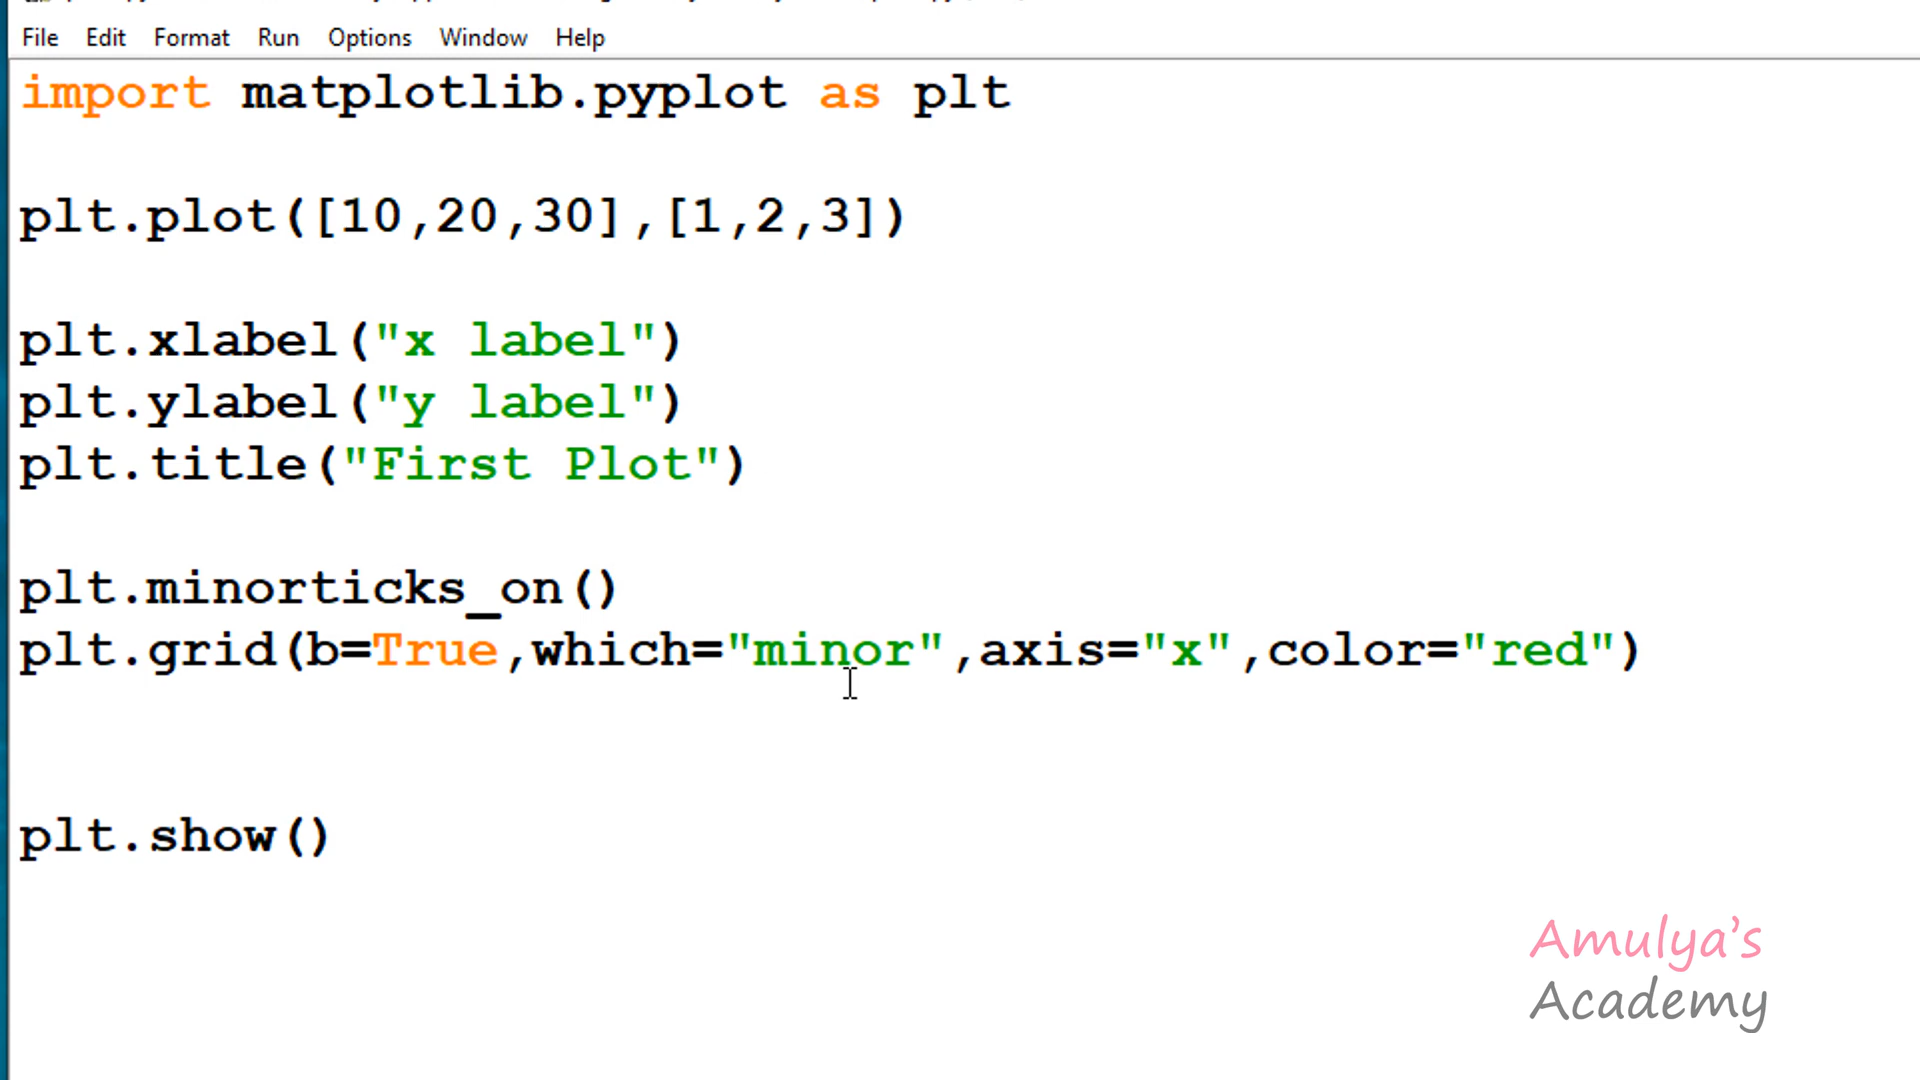 File Edit Format Run Options Window Help
import matplotlib.pyplot as plt
plt.plot([10,20,30],[1,2,3])
plt.xlabel("x label")
plt.ylabel("y label")
plt.title("First Plot")
plt.minorticks_on()
plt.grid(b=True,which="minor",axis="x",color="red")
plt.show()
Amulya's
Academy